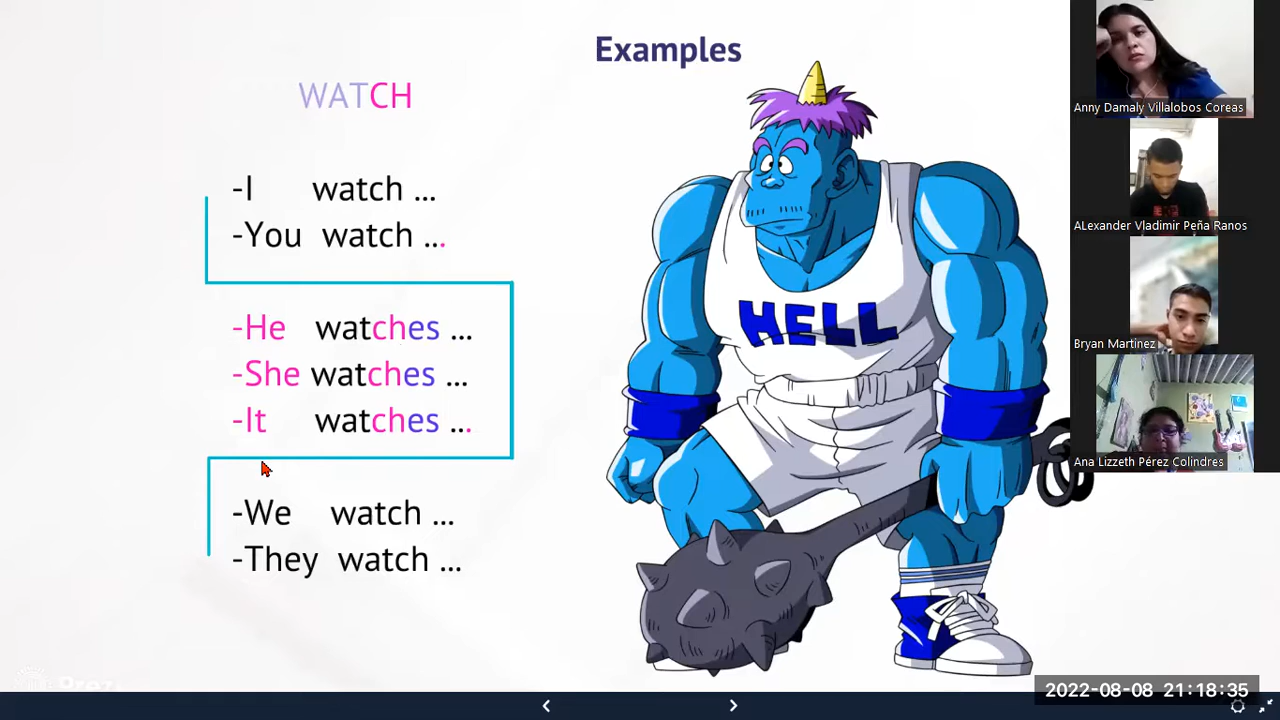 Examples
WATCH
-I watch ...
-You watch ...
-He watches ...
-She watches ...
-It watches ...
-We watch ...
-They watch ...
HELL
Anny Damaly Villalobos Coreas
ALexander Vladimir Peña Ranos
Bryan Martinez
Ana Lizzeth Pérez Colindres
2022-08-08 21:18:35